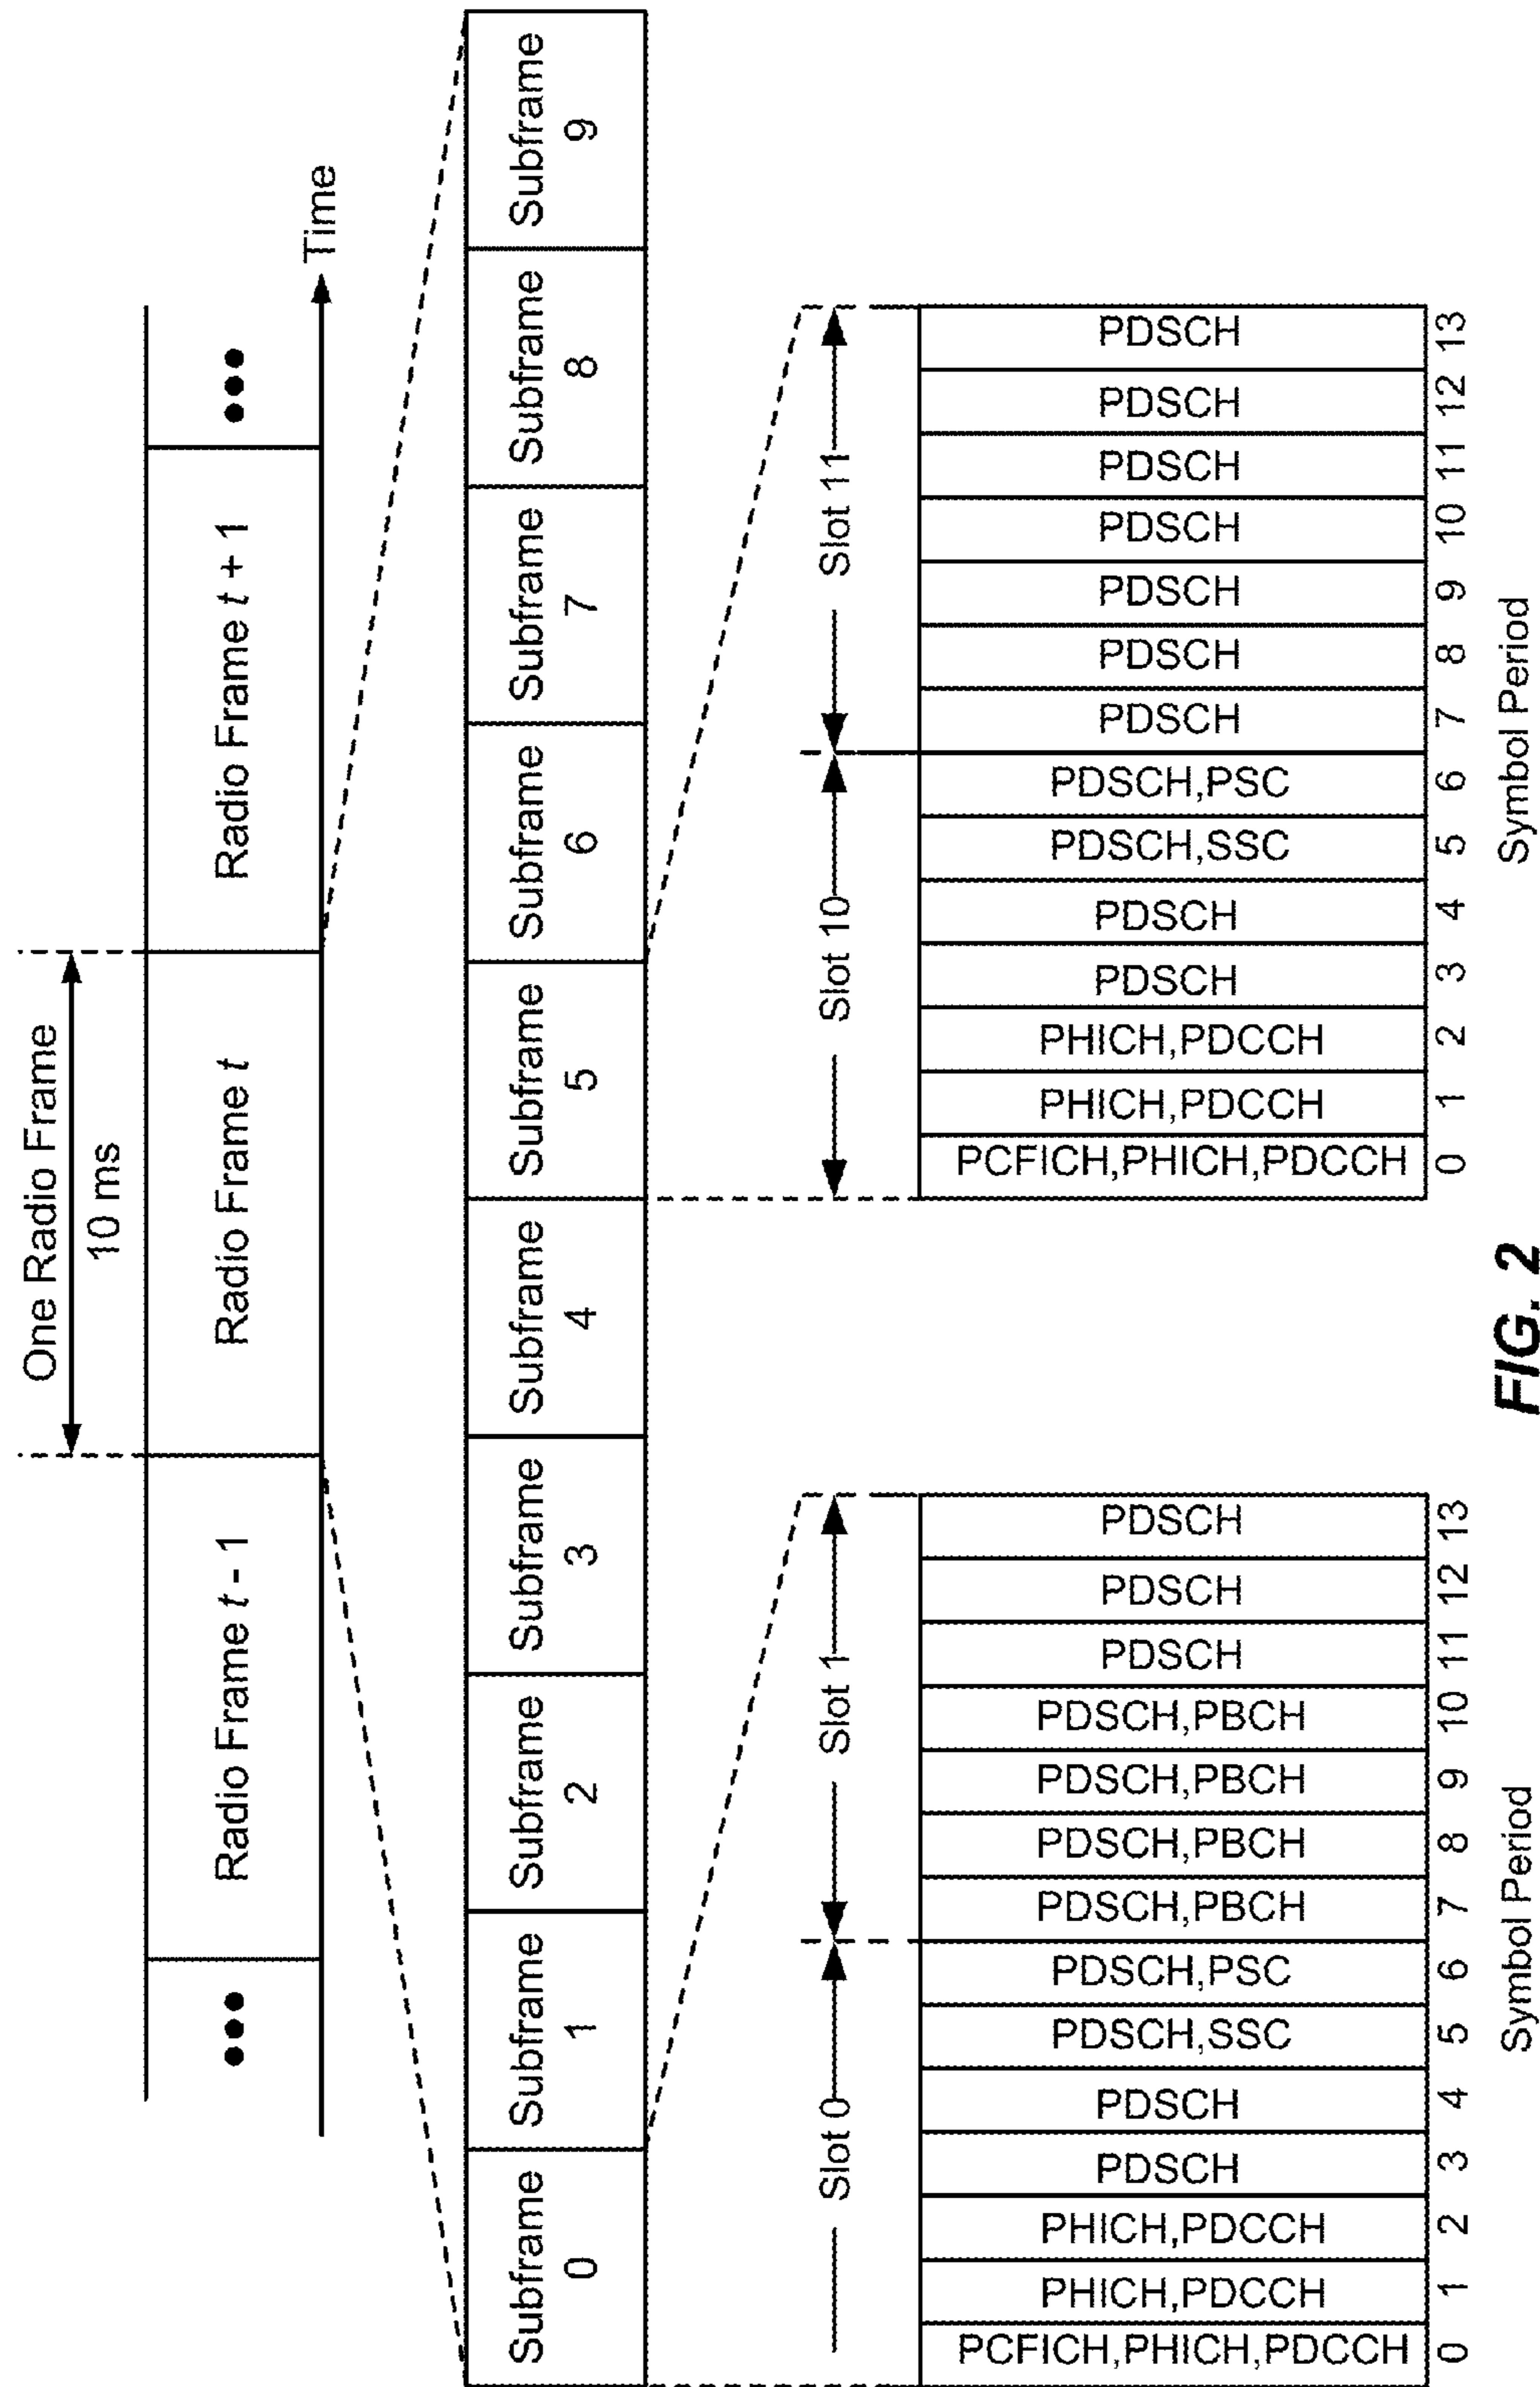 One Radio Frame
10 ms
Radio Frame t - 1
Radio Frame t
Radio Frame t + 1
Time
Subframe 0
Subframe 1
Subframe 2
Subframe 3
Subframe 4
Subframe 5
Subframe 6
Subframe 7
Subframe 8
Subframe 9
Slot 0
Slot 1
PCFICH,PHICH,PDCCH
PHICH,PDCCH
PHICH,PDCCH
PDSCH
PDSCH
PDSCH,SSC
PDSCH,PSC
PDSCH,PBCH
PDSCH,PBCH
PDSCH,PBCH
PDSCH,PBCH
PDSCH
PDSCH
PDSCH
0 1 2 3 4 5 6 7 8 9 10 11 12 13
Symbol Period
Slot 10
Slot 11
PCFICH,PHICH,PDCCH
PHICH,PDCCH
PHICH,PDCCH
PDSCH
PDSCH
PDSCH,SSC
PDSCH,PSC
PDSCH
PDSCH
PDSCH
PDSCH
PDSCH
PDSCH
PDSCH
0 1 2 3 4 5 6 7 8 9 10 11 12 13
Symbol Period
FIG. 2